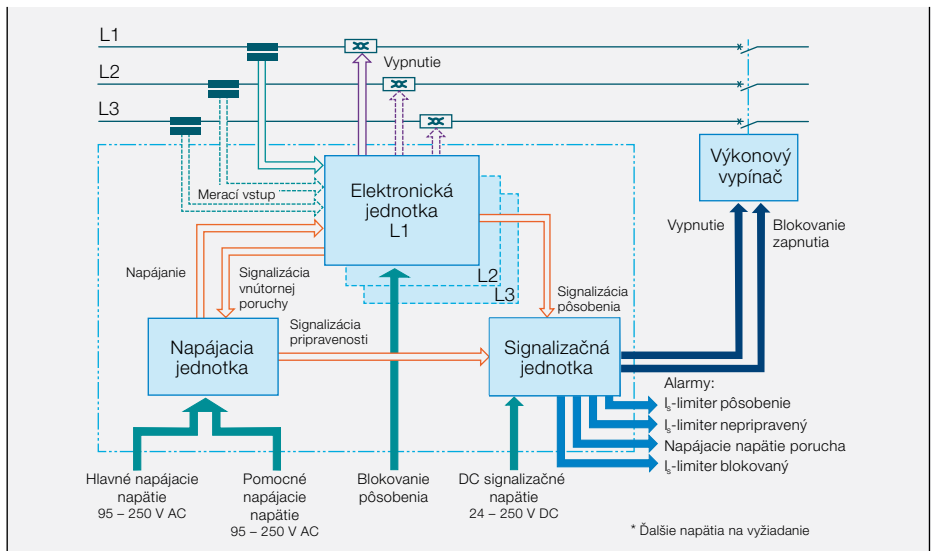 L1
L2
L3
Vypnutie
Výkonový
vypínač
Elektronická
jednotka
L1
Merací vstup
L2
L3
Vypnutie
Blokovanie
zapnutia
Napájanie
Signalizácia
vnútornej
poruchy
Signalizácia
pôsobenia
Signalizácia
pripravenosti
Napájacia
jednotka
Signalizačná
jednotka
Alarmy:
Is-limiter pôsobenie
Is-limiter nepripravený
Napájacie napätie porucha
Is-limiter blokovaný
Hlavné napájacie
napätie
95 – 250 V AC
Pomocné
napájacie
napätie
95 – 250 V AC
Blokovanie
pôsobenia
DC signalizačné
napätie
24 – 250 V DC
* Ďalšie napätia na vyžiadanie